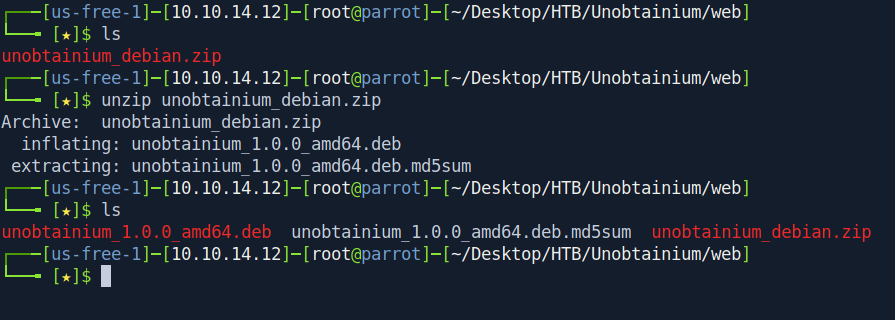 ┌──[us-free-1]─[10.10.14.12]─[root@parrot]─[~/Desktop/HTB/Unobtainium/web]
└──╼ [★]$ ls
unobtainium_debian.zip
┌──[us-free-1]─[10.10.14.12]─[root@parrot]─[~/Desktop/HTB/Unobtainium/web]
└──╼ [★]$ unzip unobtainium_debian.zip
Archive:  unobtainium_debian.zip
  inflating: unobtainium_1.0.0_amd64.deb
 extracting: unobtainium_1.0.0_amd64.deb.md5sum
┌──[us-free-1]─[10.10.14.12]─[root@parrot]─[~/Desktop/HTB/Unobtainium/web]
└──╼ [★]$ ls
unobtainium_1.0.0_amd64.deb  unobtainium_1.0.0_amd64.deb.md5sum  unobtainium_debian.zip
┌──[us-free-1]─[10.10.14.12]─[root@parrot]─[~/Desktop/HTB/Unobtainium/web]
└──╼ [★]$